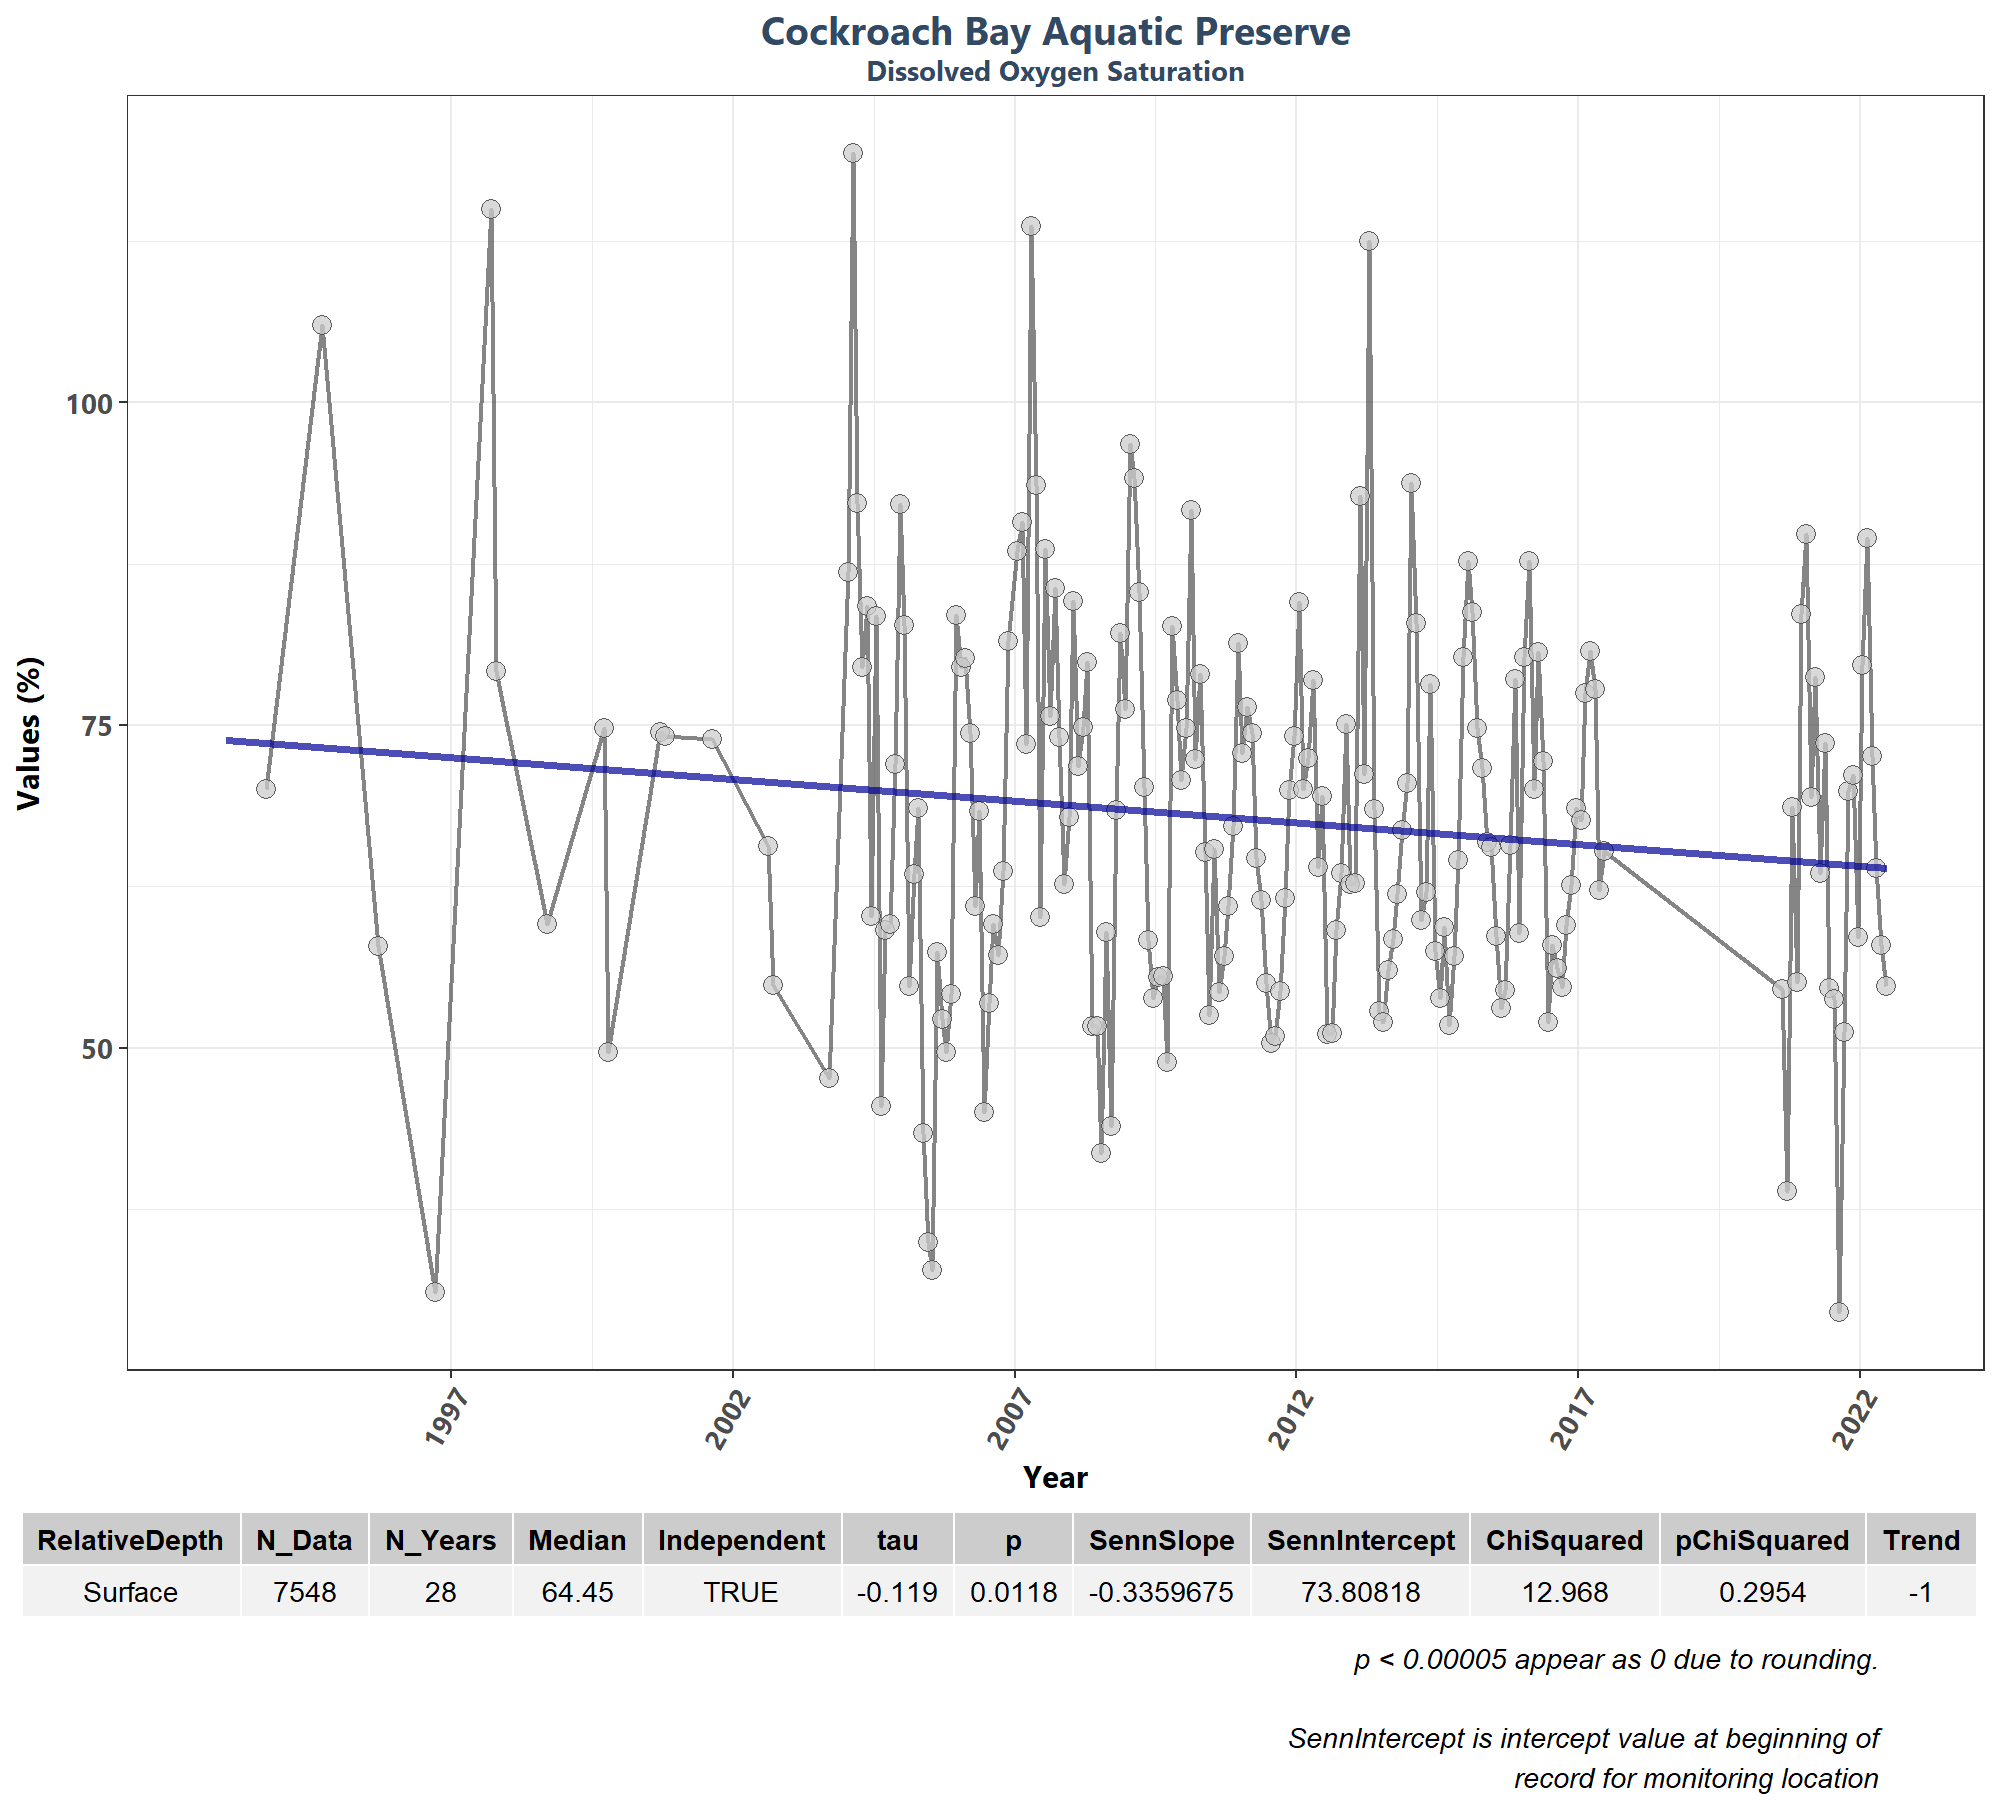 Cockroach Bay Aquatic Preserve
Dissolved Oxygen Saturation
Values (%)
100
75
50
1997 2002 2007 2012 2017 2022
Year
RelativeDepth N_Data N_Years Median Independent tau p SennSlope SennIntercept ChiSquared pChiSquared Trend
Surface 7548 28 64.45 TRUE -0.119 0.0118 -0.3359675 73.80818 12.968 0.2954 -1
p < 0.00005 appear as 0 due to rounding.
SennIntercept is intercept value at beginning of
record for monitoring location